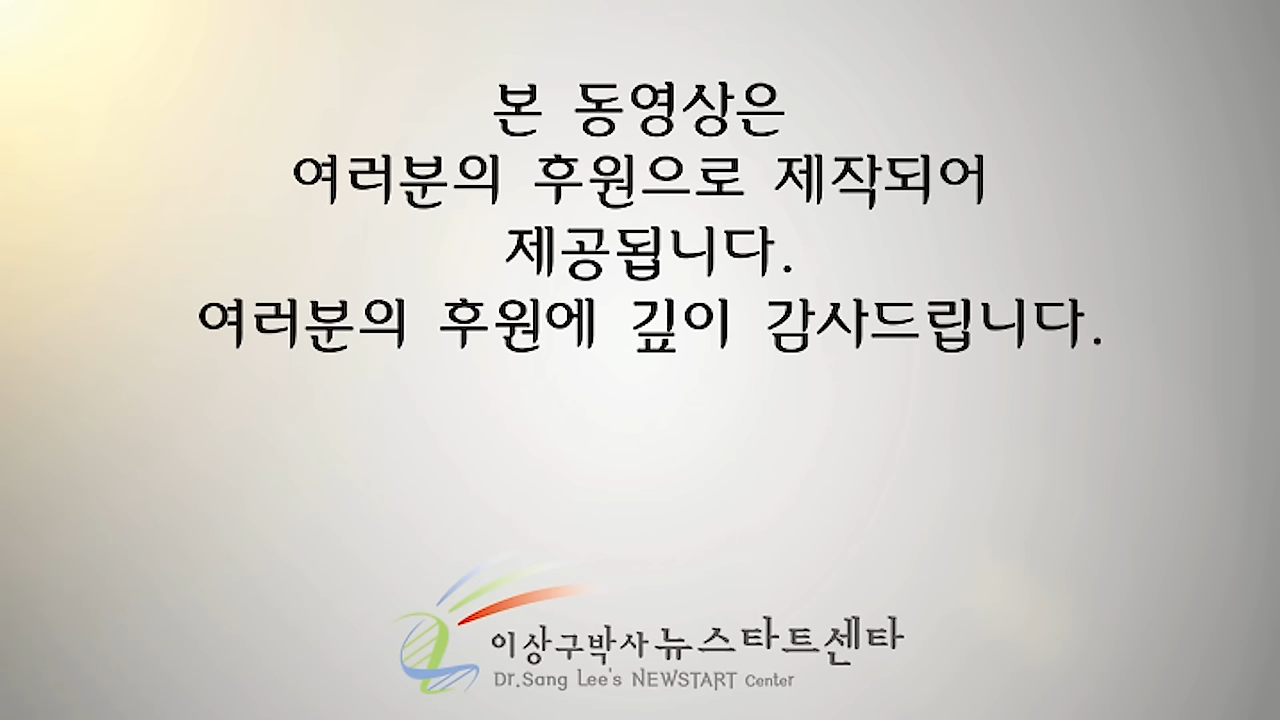 본 동영상은
여러분의 후원으로 제작되어
제공됩니다.
여러분의 후원에 깊이 감사드립니다.
이상구박사 뉴스타트센타
Dr.Sang Lee's NEWSTART Center